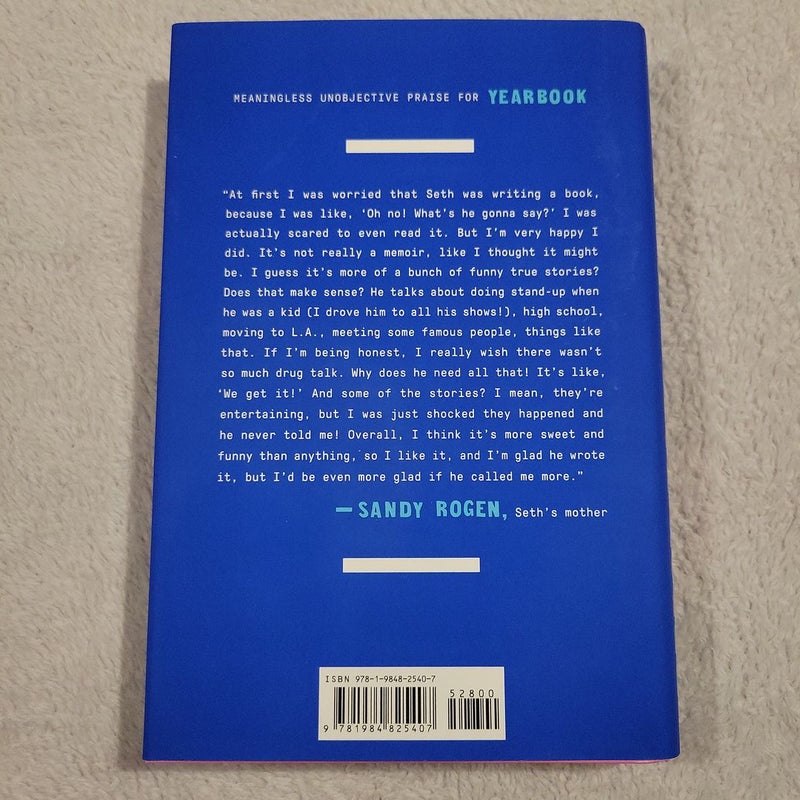 MEANINGLESS UNOBJECTIVE PRAISE FOR YEARBOOK
“At first I was worried that Seth was writing a book,
because I was like, ‘Oh no! What’s he gonna say?’ I was
actually scared to even read it. But I’m very happy I
did. It’s not really a memoir, like I thought it might
be. I guess it’s more of a bunch of funny true stories?
Does that make sense? He talks about doing stand-up when
he was a kid (I drove him to all his shows!), high school,
moving to L.A., meeting some famous people, things like
that. If I’m being honest, I really wish there wasn’t
so much drug talk. Why does he need all that! It’s like,
‘We get it!’ And some of the stories? I mean, they’re
entertaining, but I was just shocked they happened and
he never told me! Overall, I think it’s more sweet and
funny than anything, so I like it, and I’m glad he wrote
it, but I’d be even more glad if he called me more.”
—SANDY ROGEN, Seth’s mother
ISBN 978-1-9848-2540-7
52800
9 781984 825407